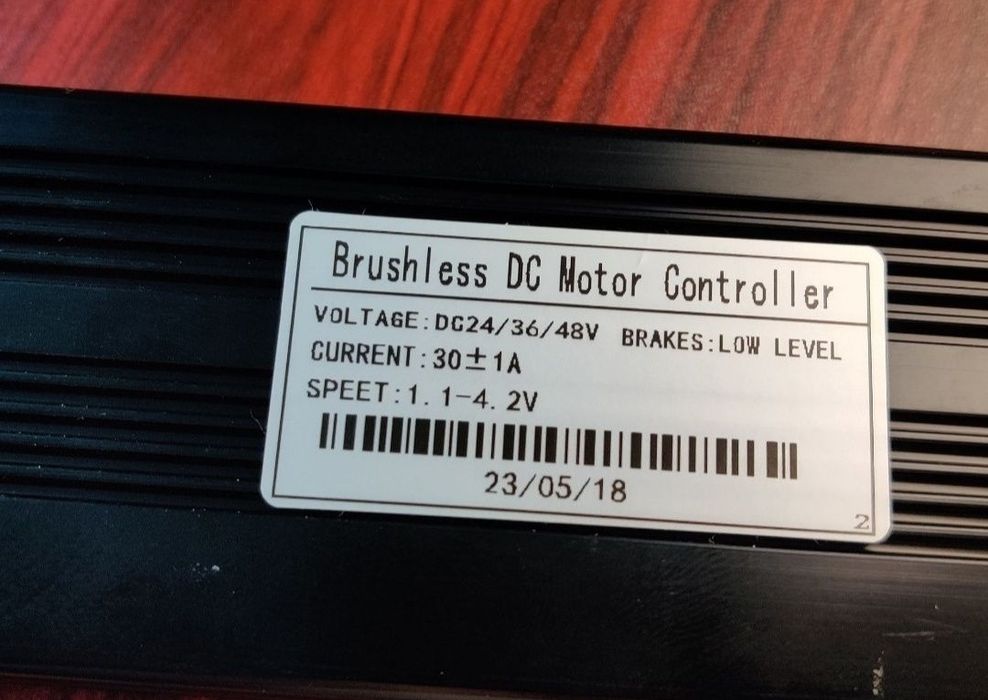 Brushless DC Motor Controller
VOLTAGE:DC24/36/48V BRAKES:LOW LEVEL
CURRENT:30±1A
SPEET:1.1-4.2V
23/05/18
2